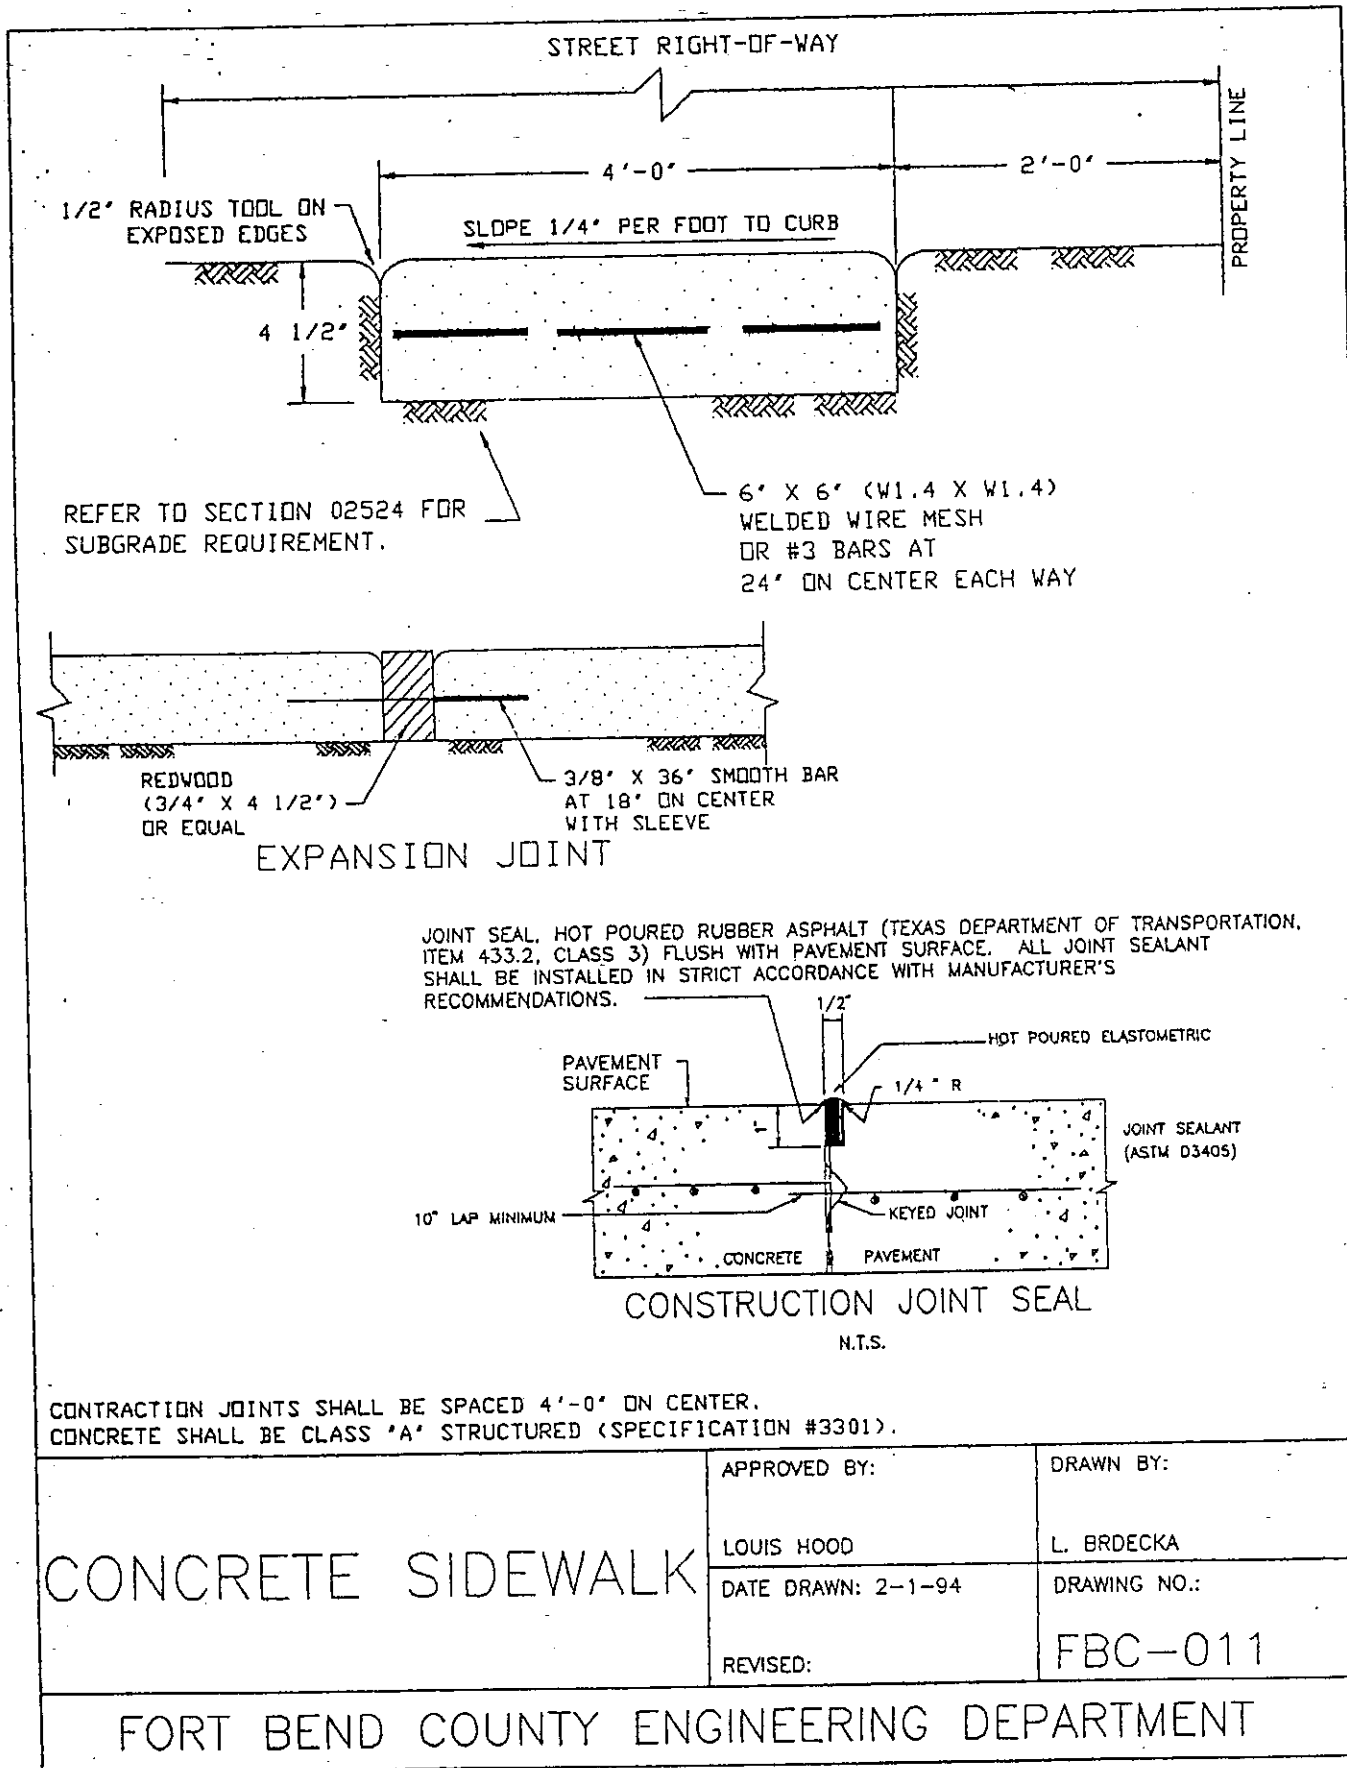 STREET RIGHT-OF-WAY
PROPERTY LINE
4'-0"
2'-0"
1/2" RADIUS TOOL ON
EXPOSED EDGES
SLOPE 1/4" PER FOOT TO CURB
4 1/2"
REFER TO SECTION 02524 FOR
SUBGRADE REQUIREMENT.
6" X 6" (W1.4 X W1.4)
WELDED WIRE MESH
OR #3 BARS AT
24" ON CENTER EACH WAY
REDWOOD
(3/4" X 4 1/2")
OR EQUAL
3/8" X 36" SMOOTH BAR
AT 18" ON CENTER
WITH SLEEVE
EXPANSION JOINT
JOINT SEAL, HOT POURED RUBBER ASPHALT (TEXAS DEPARTMENT OF TRANSPORTATION,
ITEM 433.2, CLASS 3) FLUSH WITH PAVEMENT SURFACE. ALL JOINT SEALANT
SHALL BE INSTALLED IN STRICT ACCORDANCE WITH MANUFACTURER'S
RECOMMENDATIONS.
1/2"
HOT POURED ELASTOMETRIC
PAVEMENT
SURFACE
1/4 " R
JOINT SEALANT
(ASTM D3405)
10" LAP MINIMUM
KEYED JOINT
CONCRETE PAVEMENT
CONSTRUCTION JOINT SEAL
N.T.S.
CONTRACTION JOINTS SHALL BE SPACED 4'-0" ON CENTER.
CONCRETE SHALL BE CLASS "A" STRUCTURED (SPECIFICATION #3301).
CONCRETE SIDEWALK
APPROVED BY:
LOUIS HOOD
DRAWN BY:
L. BRDECKA
DATE DRAWN: 2-1-94
REVISED:
DRAWING NO.:
FBC-011
FORT BEND COUNTY ENGINEERING DEPARTMENT